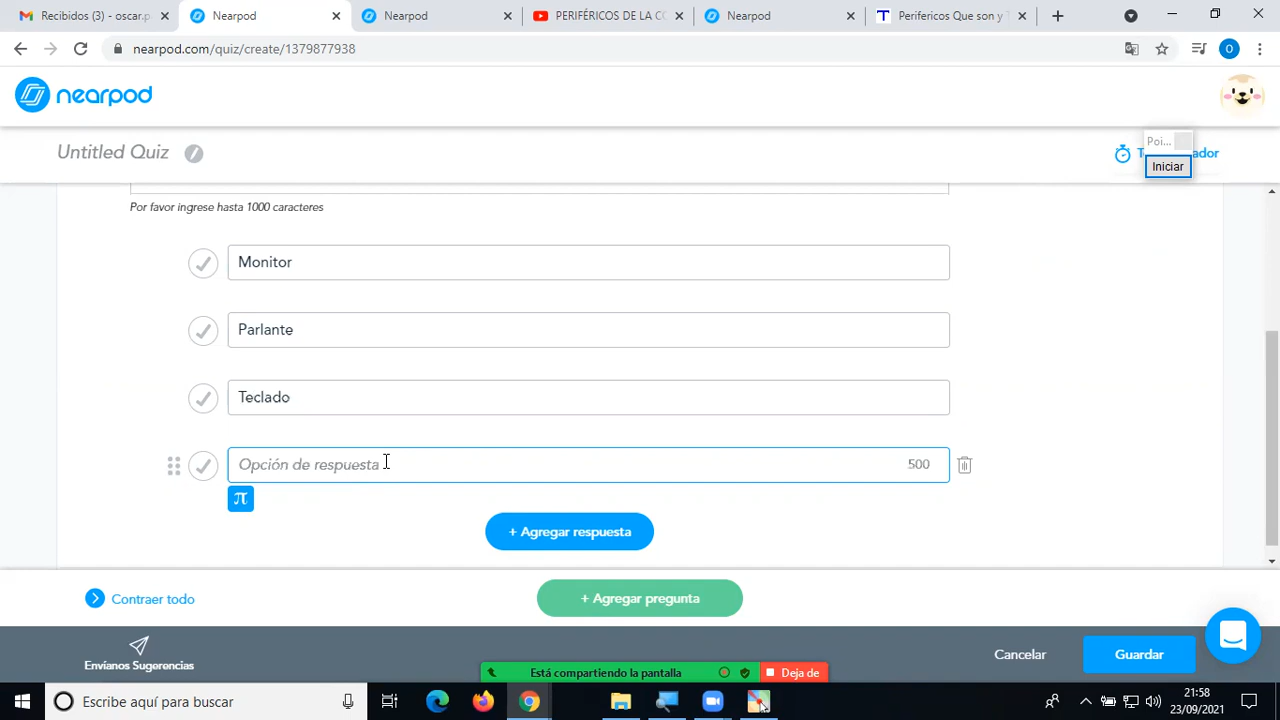 Recibidos (3) - oscar.p
Nearpod
Nearpod
PERIFÉRICOS DE LA CO
Nearpod
Perifericos Que son y T
nearpod.com/quiz/create/1379877938
O
nearpod
Untitled Quiz
Poi...
ador
Iniciar
Por favor ingrese hasta 1000 caracteres
Monitor
Parlante
Teclado
Opción de respuesta
500
π
+ Agregar respuesta
Contraer todo
+ Agregar pregunta
Envíanos Sugerencias
Cancelar
Guardar
Está compartiendo la pantalla
Deja de
Escribe aquí para buscar
21:58
23/09/2021